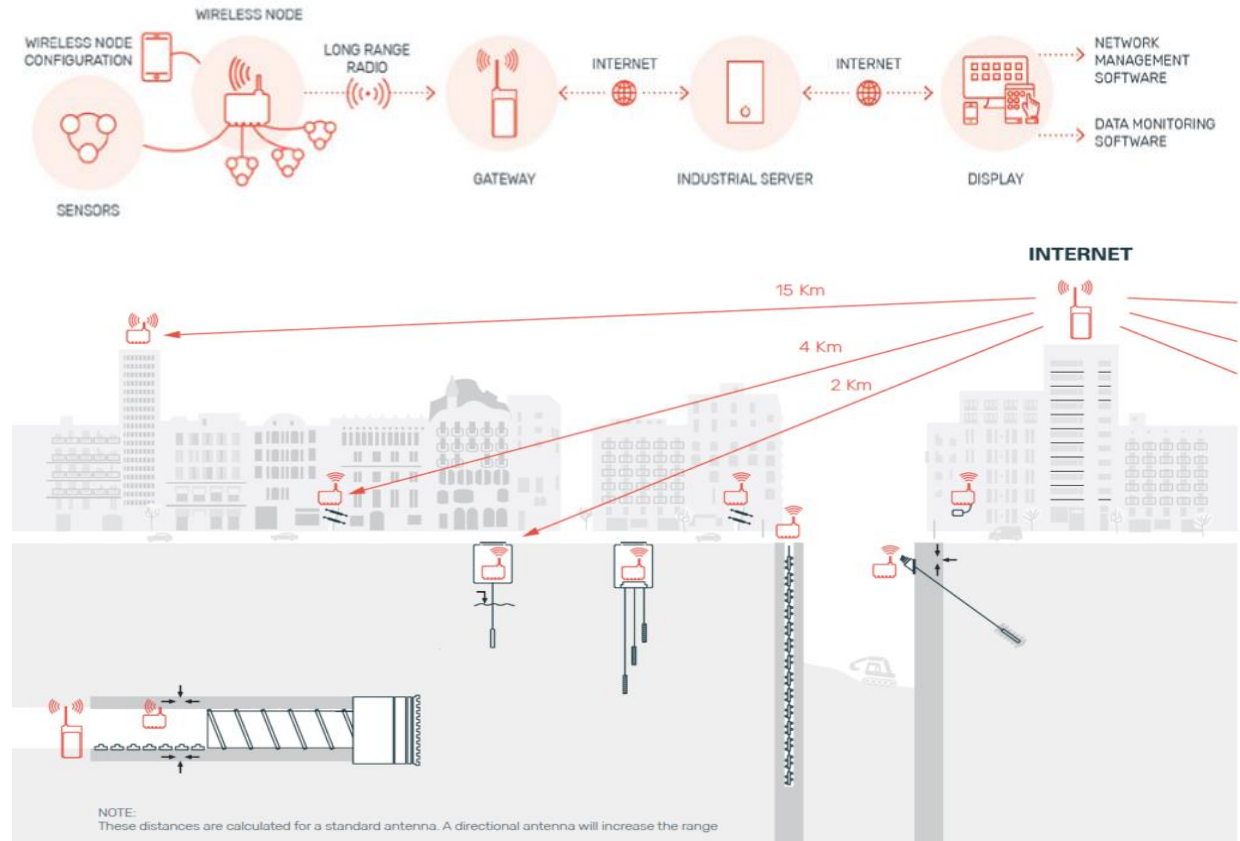 WIRELESS NODE
WIRELESS NODE
CONFIGURATION
LONG RANGE
RADIO
INTERNET
INTERNET
NETWORK
MANAGEMENT
SOFTWARE
DATA MONITORING
SOFTWARE
SENSORS
GATEWAY
INDUSTRIAL SERVER
DISPLAY
INTERNET
15 Km
4 Km
2 Km
NOTE:
These distances are calculated for a standard antenna. A directional antenna will increase the range